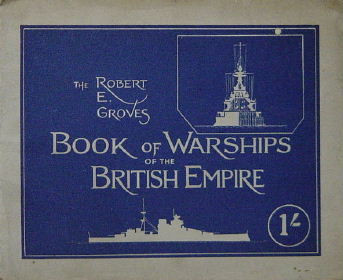 THE ROBERT
E.
GROVES
BOOK OF WARSHIPS
OF THE
BRITISH EMPIRE
1/-